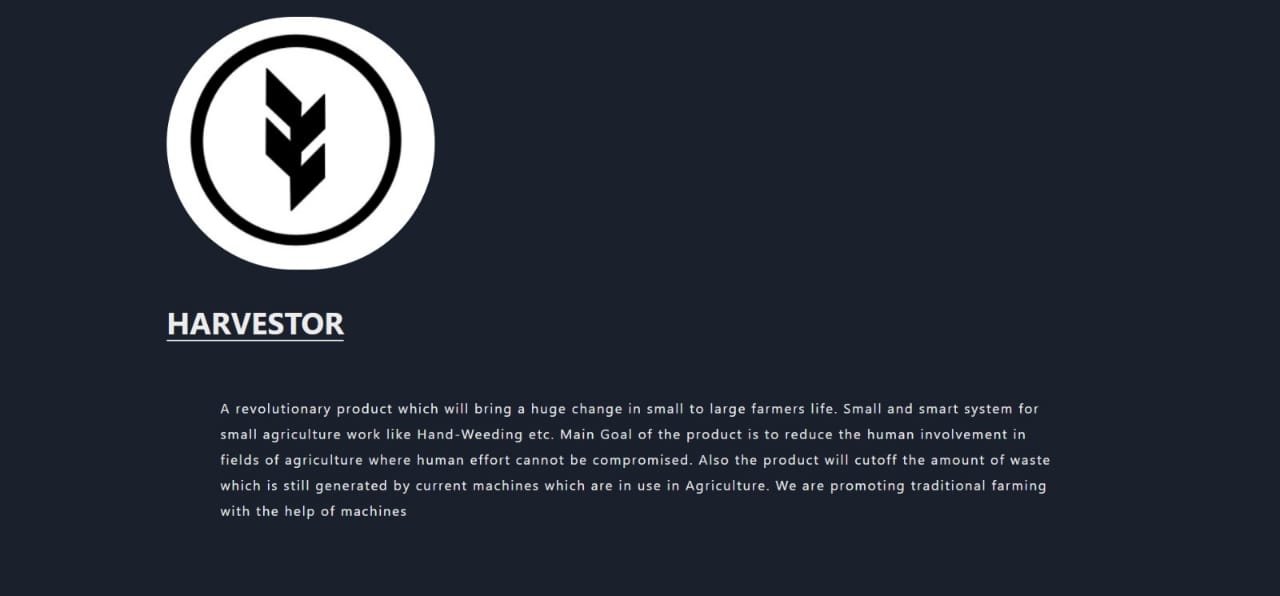 HARVESTOR
A revolutionary product which will bring a huge change in small to large farmers life. Small and smart system for
small agriculture work like Hand-Weeding etc. Main Goal of the product is to reduce the human involvement in
fields of agriculture where human effort cannot be compromised. Also the product will cutoff the amount of waste
which is still generated by current machines which are in use in Agriculture. We are promoting traditional farming
with the help of machines